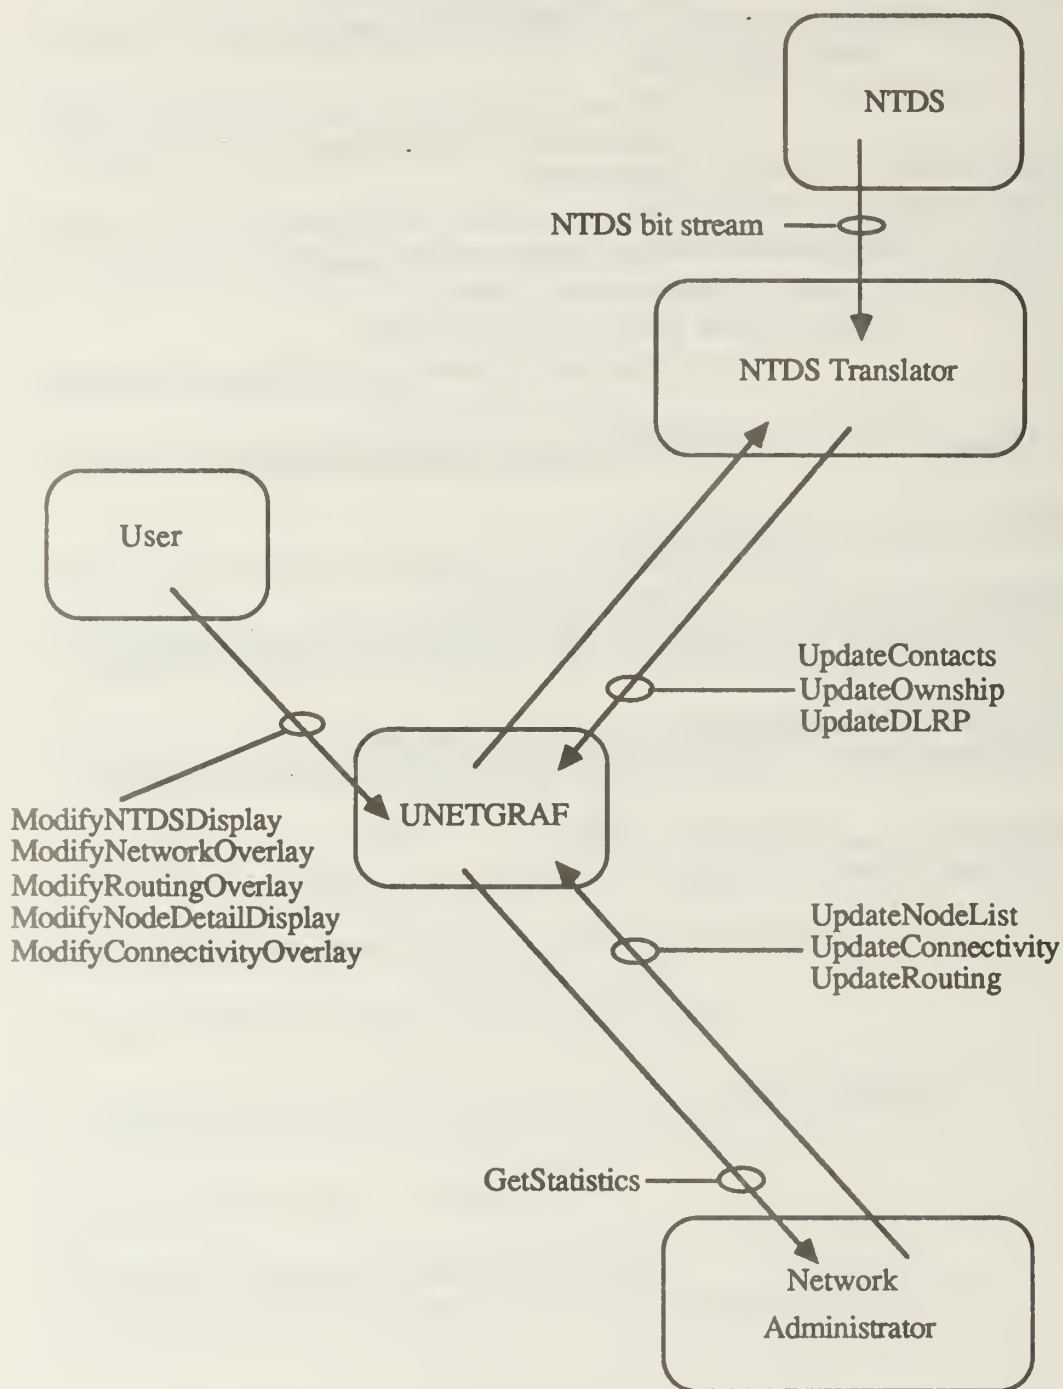 NTDS
NTDS bit stream
NTDS Translator
User
UpdateContacts
UpdateOwnship
UpdateDLRP
UNETGRAF
ModifyNTDSDisplay
ModifyNetworkOverlay
ModifyRoutingOverlay
ModifyNodeDetailDisplay
ModifyConnectivityOverlay
UpdateNodeList
UpdateConnectivity
UpdateRouting
GetStatistics
Network
Administrator